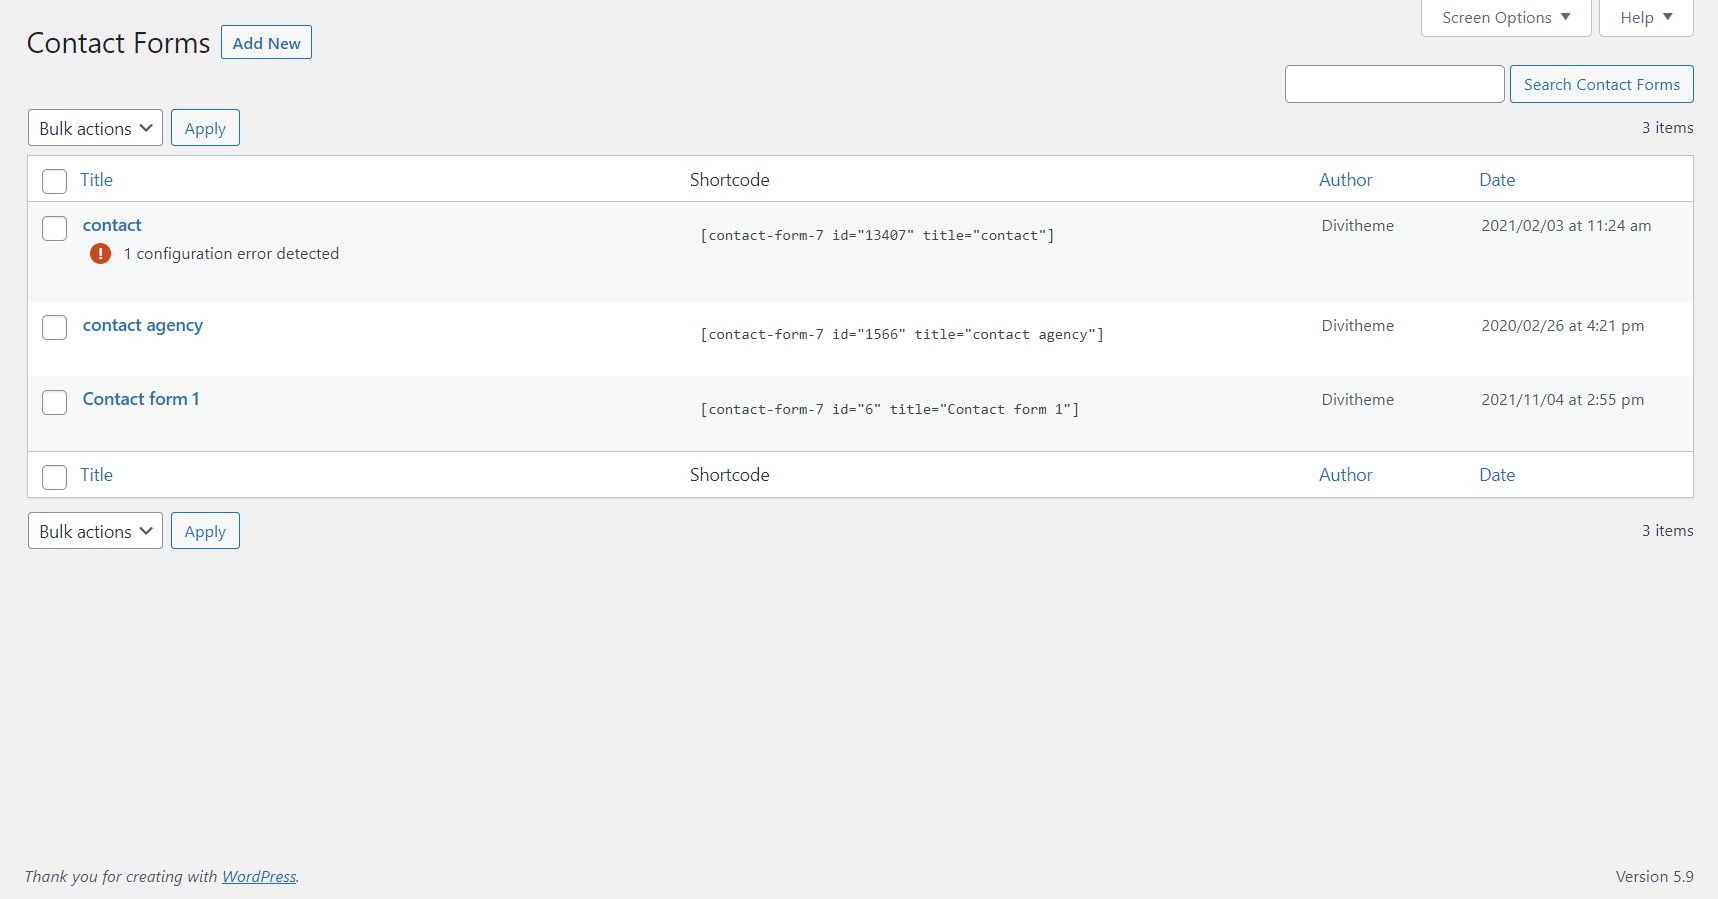 Screen Options ▼ Help ▼
Contact Forms Add New
Search Contact Forms
Bulk actions Apply 3 items
Title Shortcode Author Date
contact [contact-form-7 id="13407" title="contact"] Divitheme 2021/02/03 at 11:24 am
! 1 configuration error detected
contact agency [contact-form-7 id="1566" title="contact agency"] Divitheme 2020/02/26 at 4:21 pm
Contact form 1 [contact-form-7 id="6" title="Contact form 1"] Divitheme 2021/11/04 at 2:55 pm
Title Shortcode Author Date
Bulk actions Apply 3 items
Thank you for creating with WordPress. Version 5.9